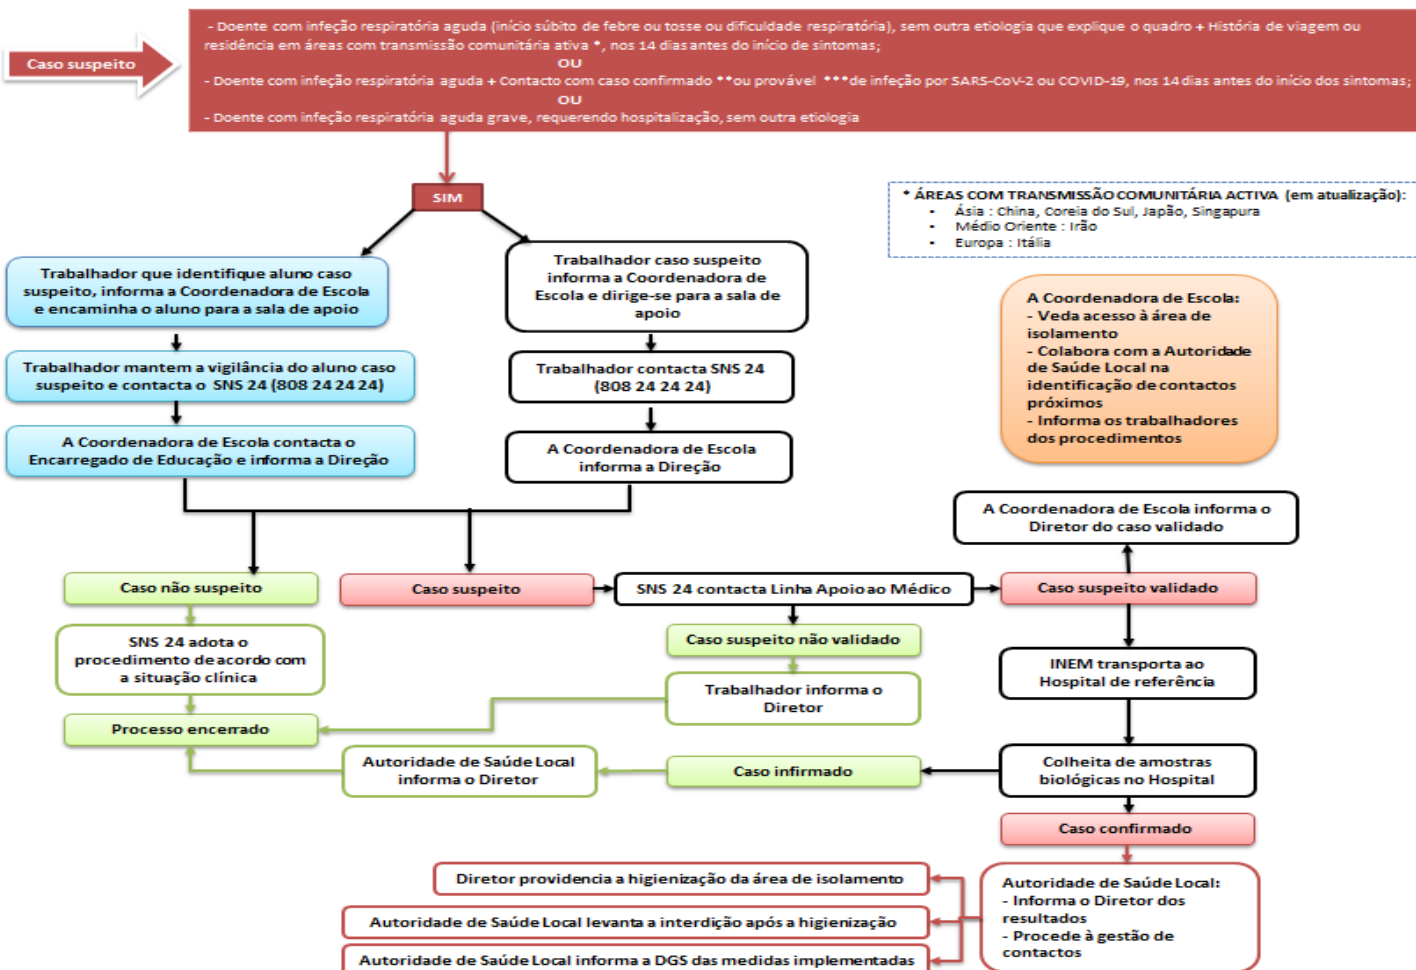 Caso suspeito
- Doente com infeção respiratória aguda (início súbito de febre ou tosse ou dificuldade respiratória), sem outra etiologia que explique o quadro + História de viagem ou
residência em áreas com transmissão comunitária ativa *, nos 14 dias antes do início de sintomas;
OU
- Doente com infeção respiratória aguda + Contacto com caso confirmado **ou provável ***de infeção por SARS-CoV-2 ou COVID-19, nos 14 dias antes do início dos sintomas;
OU
- Doente com infeção respiratória aguda grave, requerendo hospitalização, sem outra etiologia
SIM
* ÁREAS COM TRANSMISSÃO COMUNITÁRIA ACTIVA (em atualização):
• Ásia : China, Coreia do Sul, Japão, Singapura
• Médio Oriente : Irão
• Europa : Itália
Trabalhador que identifique aluno caso
suspeito, informa a Coordenadora de Escola
e encaminha o aluno para a sala de apoio
Trabalhador caso suspeito
informa a Coordenadora de
Escola e dirige-se para a sala de
apoio
A Coordenadora de Escola:
- Veda acesso à área de
isolamento
- Colabora com a Autoridade
de Saúde Local na
identificação de contactos
próximos
- Informa os trabalhadores
dos procedimentos
Trabalhador mantem a vigilância do aluno caso
suspeito e contacta o SNS 24 (808 24 24 24)
Trabalhador contacta SNS 24
(808 24 24 24)
A Coordenadora de Escola contacta o
Encarregado de Educação e informa a Direção
A Coordenadora de Escola
informa a Direção
A Coordenadora de Escola informa o
Diretor do caso validado
Caso não suspeito
Caso suspeito
SNS 24 contacta Linha Apoio ao Médico
Caso suspeito validado
SNS 24 adota o
procedimento de acordo com
a situação clínica
Caso suspeito não validado
INEM transporta ao
Hospital de referência
Trabalhador informa o
Diretor
Processo encerrado
Autoridade de Saúde Local
informa o Diretor
Caso infirmado
Colheita de amostras
biológicas no Hospital
Caso confirmado
Diretor providencia a higienização da área de isolamento
Autoridade de Saúde Local:
- Informa o Diretor dos
resultados
- Procede à gestão de
contactos
Autoridade de Saúde Local levanta a interdição após a higienização
Autoridade de Saúde Local informa a DGS das medidas implementadas